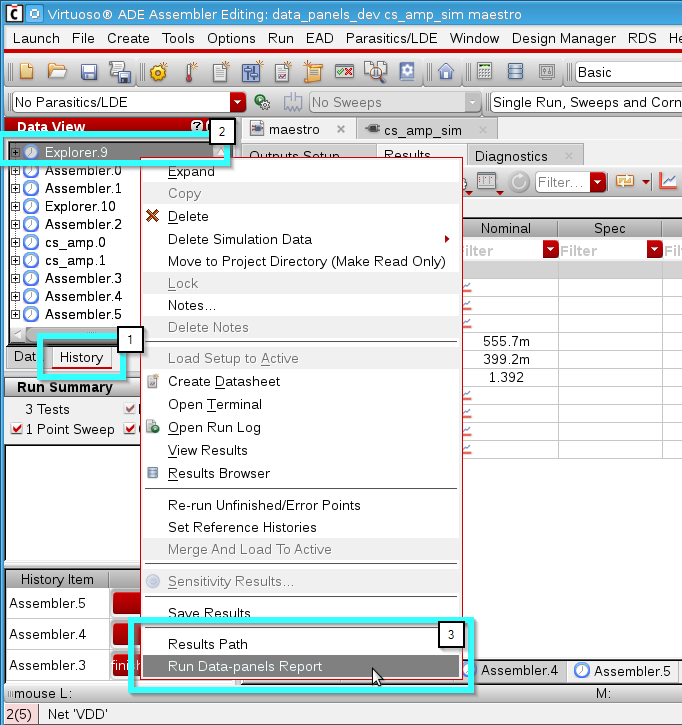 Virtuoso® ADE Assembler Editing: data_panels_dev cs_amp_sim maestro
Launch File Create Tools Options Run EAD Parasitics/LDE Window Design Manager RDS He
Basic
No Parasitics/LDE No Sweeps Single Run, Sweeps and Corn
Data View
2
maestro cs_amp_sim
Explorer.9
Outputs Setup Results Diagnostics
Assembler.0
Assembler.1
Explorer.10
Assembler.2
cs_amp.0
cs_amp.1
Assembler.3
Assembler.4
Assembler.5
1
Dat History
Run Summary
3 Tests
1 Point Sweep
History Item
Assembler.5
Assembler.4
Assembler.3 finish
Expand
Copy
Delete
Delete Simulation Data
Move to Project Directory (Make Read Only)
Lock
Notes...
Delete Notes
Load Setup to Active
Create Datasheet
Open Terminal
Open Run Log
View Results
Results Browser
Re-run Unfinished/Error Points
Set Reference Histories
Merge And Load To Active
Sensitivity Results...
Save Results
3
Results Path
Run Data-panels Report
Filter...
Nominal Spec
Filter Filter Filt
555.7m
399.2m
1.392
Assembler.4 Assembler.5
mouse L: M:
2(5) Net 'VDD'